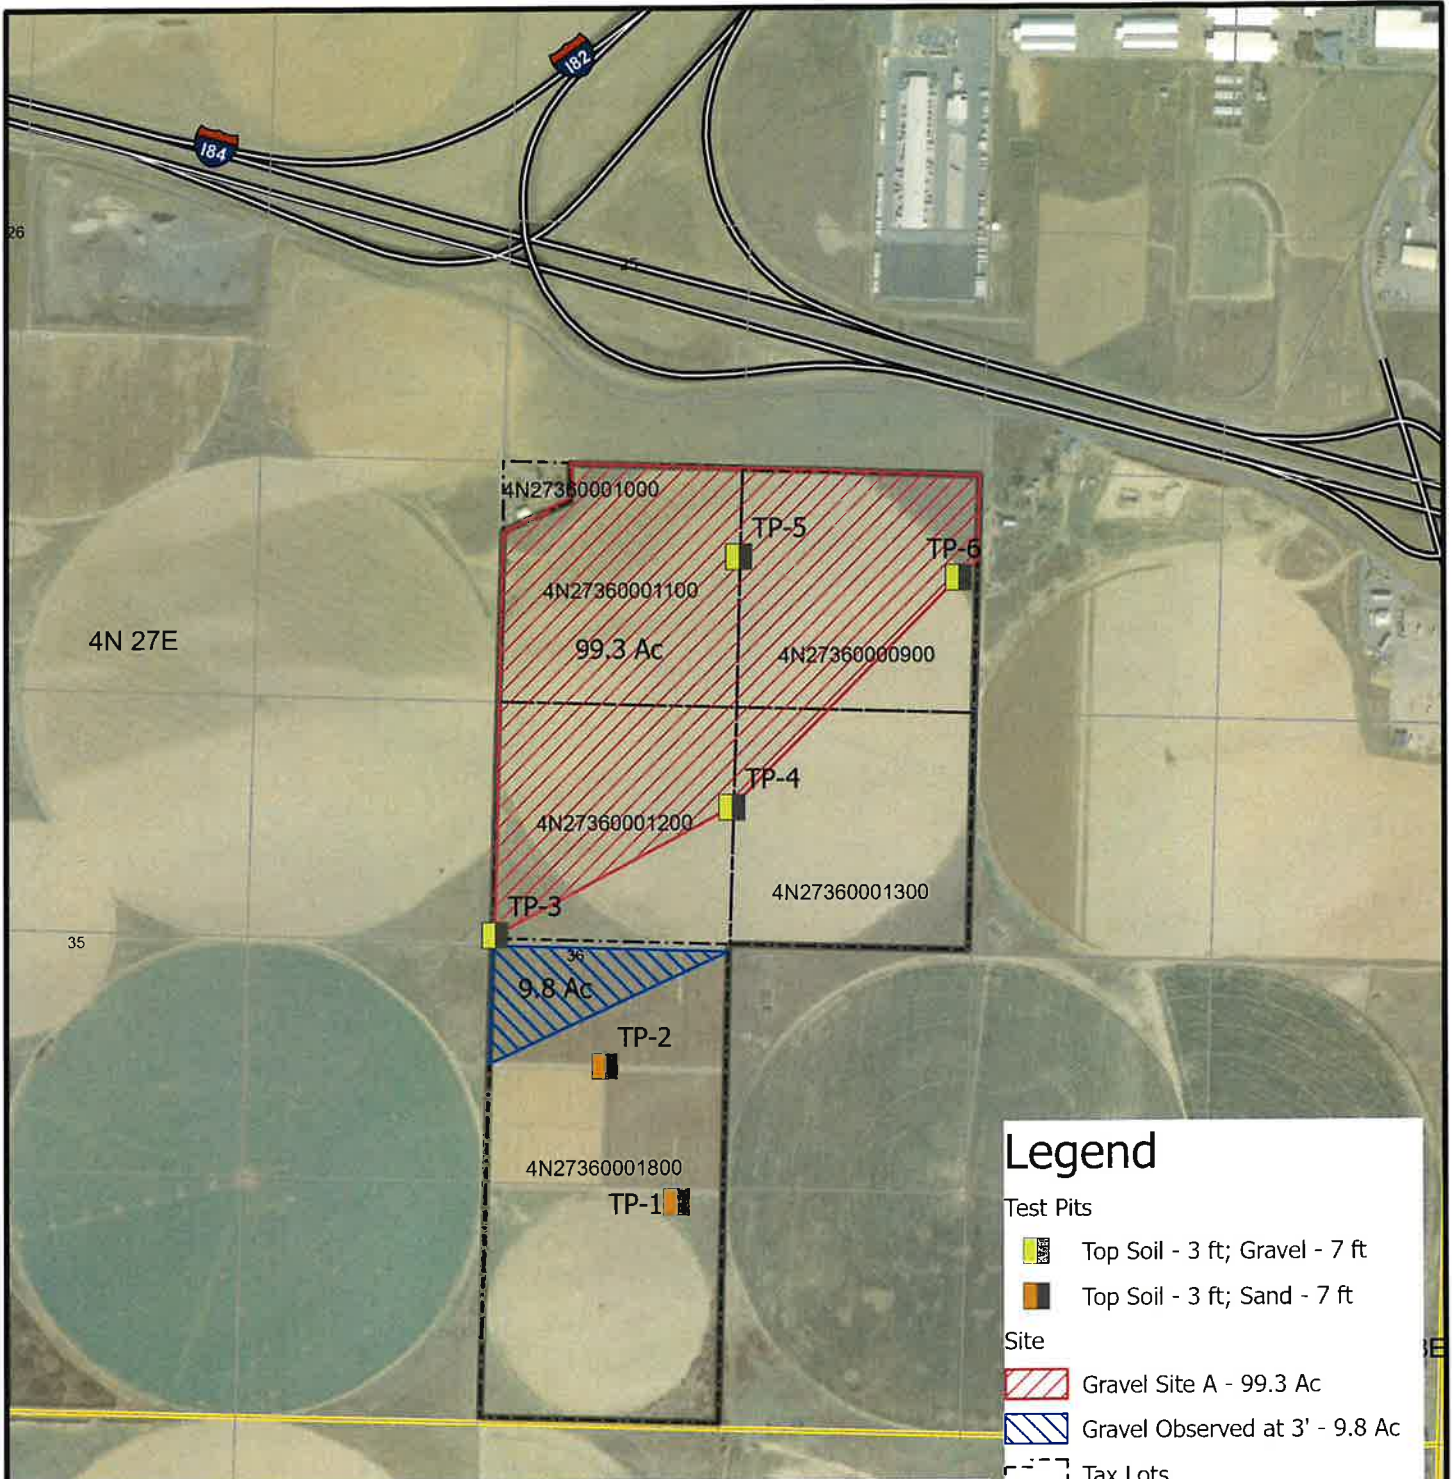 182
184
26
25
4N27360001000
TP-5
TP-6
4N27360001100
4N 27E
99.3 Ac
4N27360000900
TP-4
4N27360001200
4N27360001300
TP-3
35
36
9.8 Ac
TP-2
4N27360001800
TP-1
Legend
Test Pits
Top Soil - 3 ft; Gravel - 7 ft
Top Soil - 3 ft; Sand - 7 ft
Site
Gravel Site A - 99.3 Ac
Gravel Observed at 3' - 9.8 Ac
Tax Lots